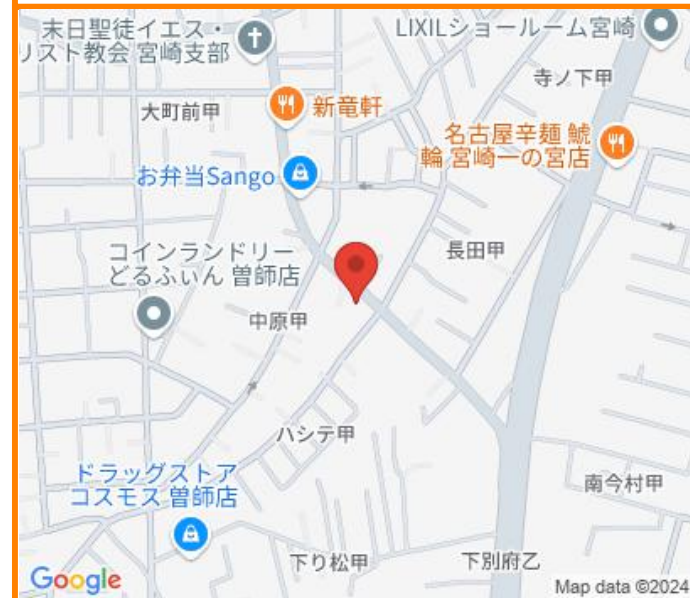 末日聖徒イエス・
リスト教会 宮崎支部
LIXILショールーム宮崎
寺ノ下甲
大町前甲
新竜軒
名古屋辛麺 鯱
輪 宮崎一の宮店
お弁当Sango
コインランドリー
どるふぃん 曽師店
長田甲
中原甲
ハシテ甲
ドラッグストア
コスモス 曽師店
南今村甲
下り松甲
下別府乙
Google
Map data ©2024